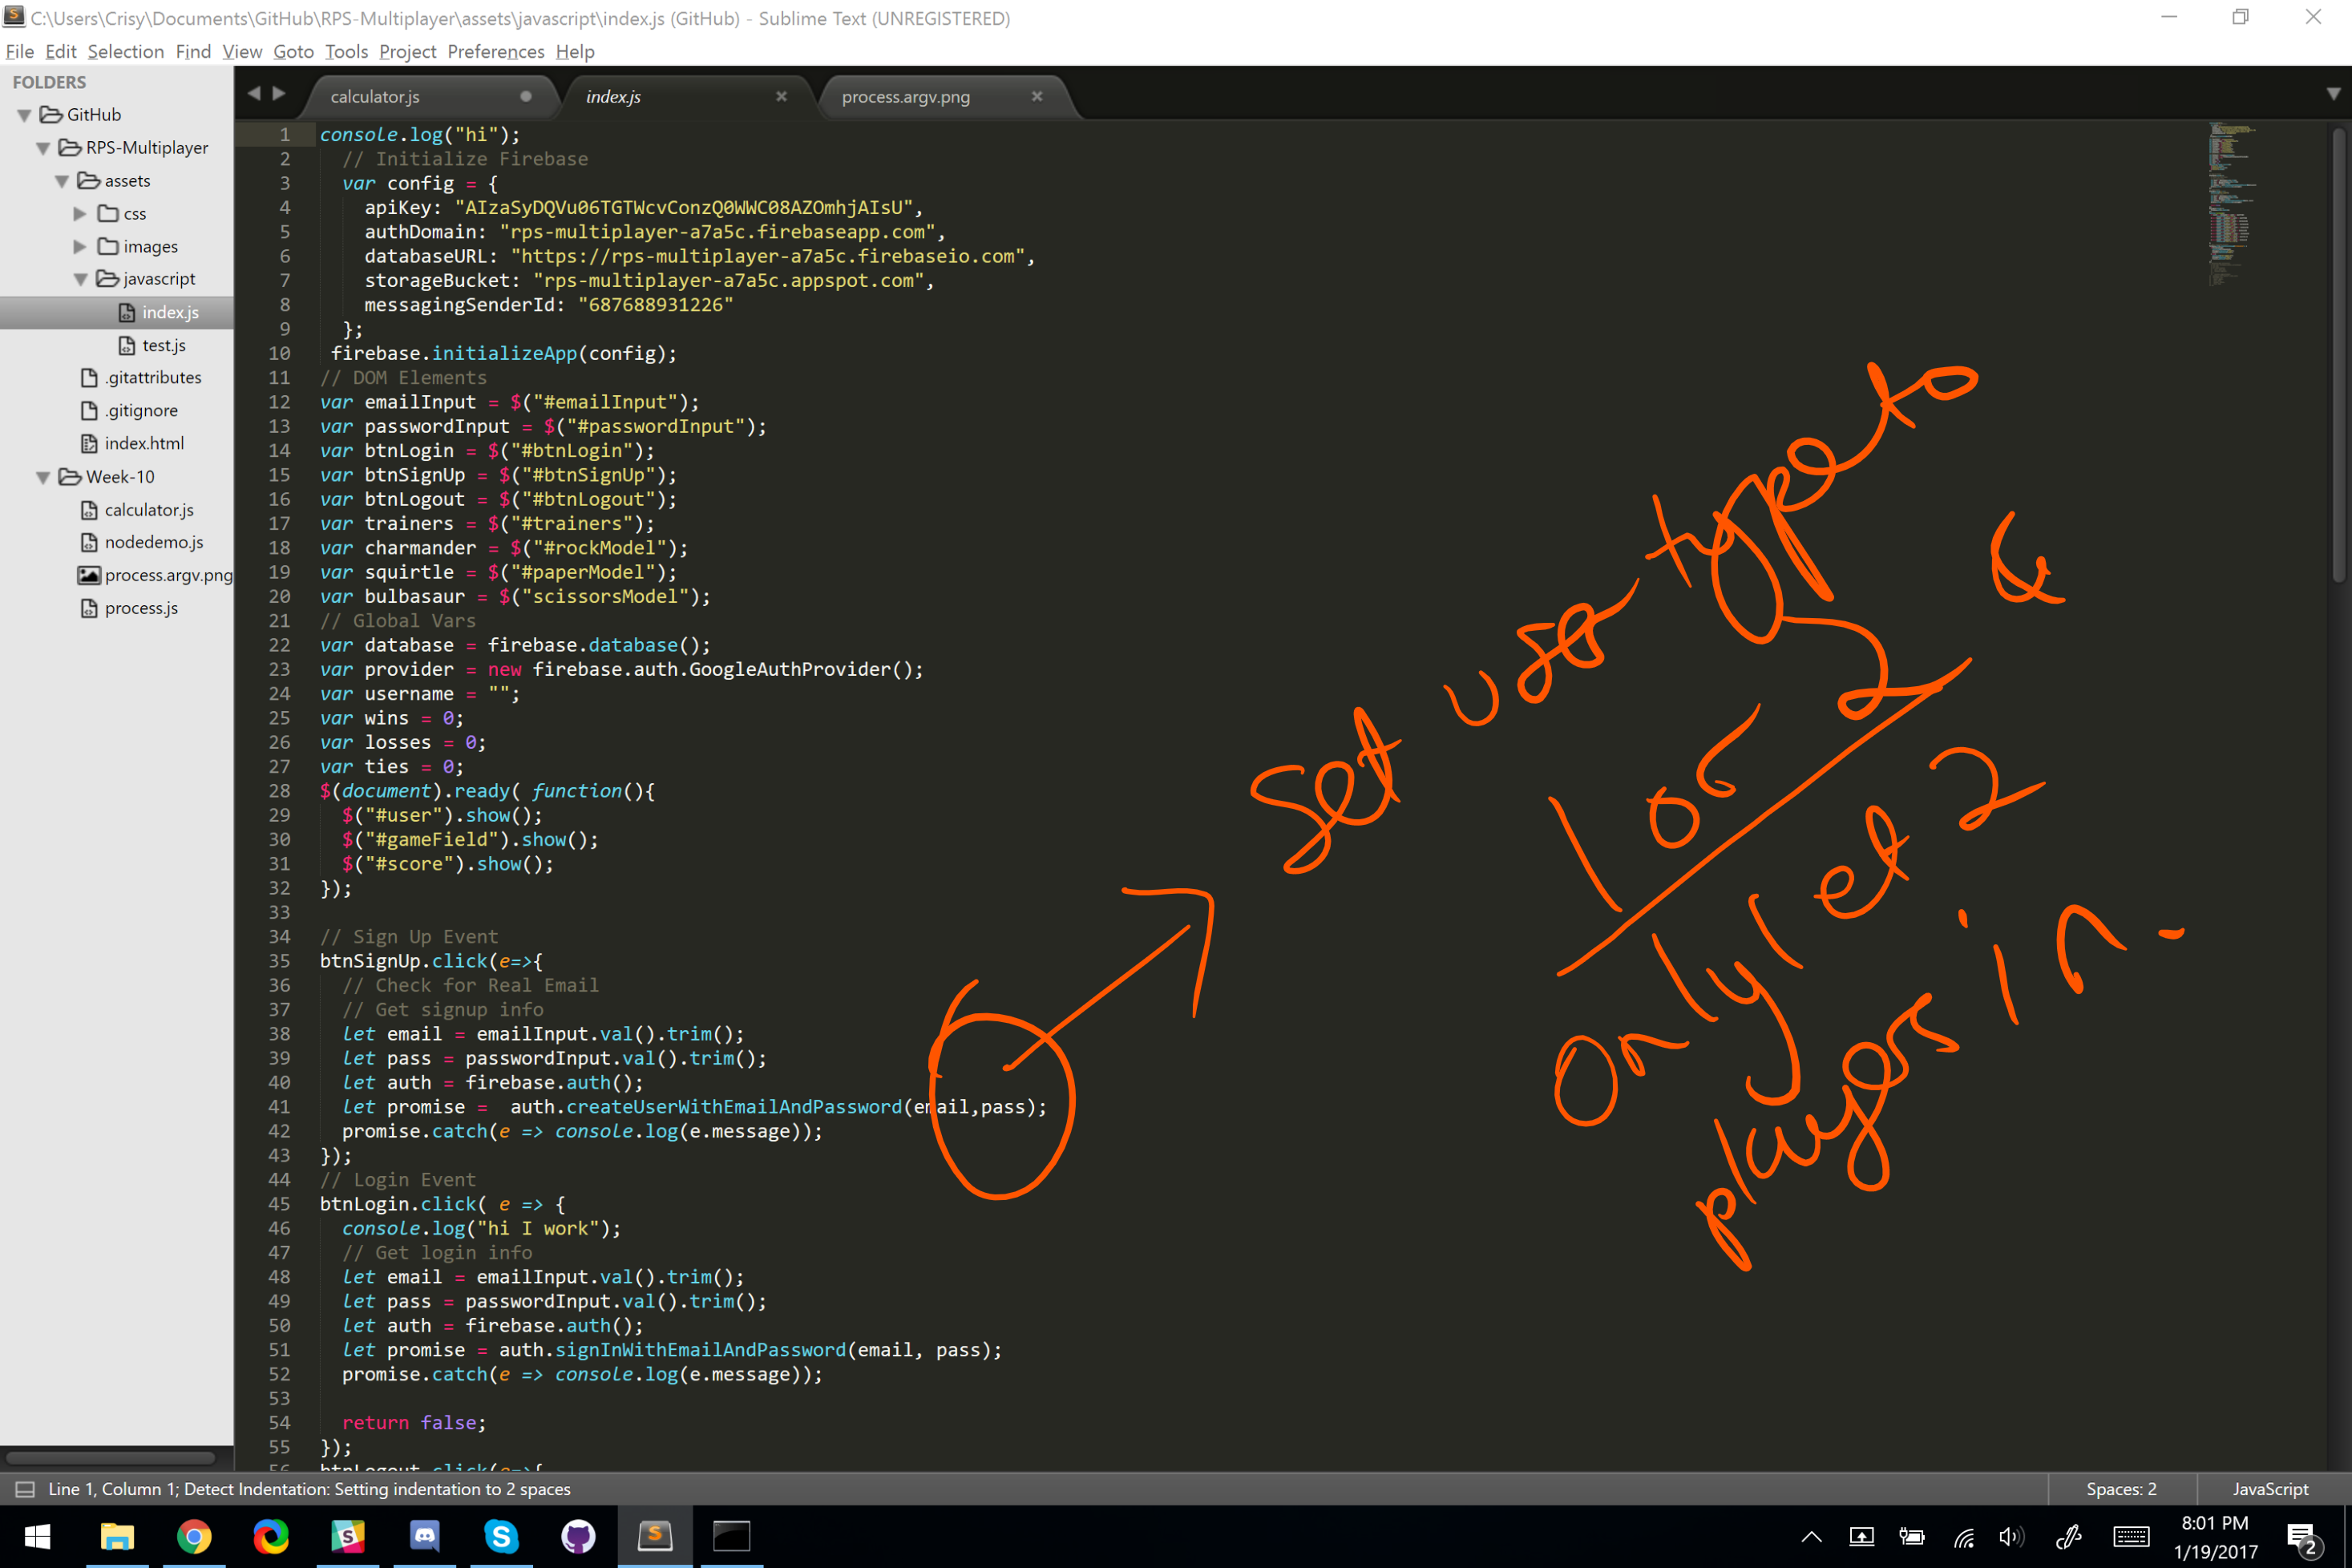 C:\Users\Crisy\Documents\GitHub\RPS-Multiplayer\assets\javascript\index.js (GitHub) - Sublime Text (UNREGISTERED)
File Edit Selection Find View Goto Tools Project Preferences Help
FOLDERS
GitHub
RPS-Multiplayer
assets
css
images
javascript
index.js
test.js
.gitattributes
.gitignore
index.html
Week-10
calculator.js
nodedemo.js
process.argv.png
process.js
calculator.js index.js process.argv.png
1 console.log("hi");
2   // Initialize Firebase
3   var config = {
4     apiKey: "AIzaSyDQVu06TGTWcvConzQ0WWC08AZOmhjAIsU",
5     authDomain: "rps-multiplayer-a7a5c.firebaseapp.com",
6     databaseURL: "https://rps-multiplayer-a7a5c.firebaseio.com",
7     storageBucket: "rps-multiplayer-a7a5c.appspot.com",
8     messagingSenderId: "687688931226"
9   };
10  firebase.initializeApp(config);
11 // DOM Elements
12 var emailInput = $("#emailInput");
13 var passwordInput = $("#passwordInput");
14 var btnLogin = $("#btnLogin");
15 var btnSignUp = $("#btnSignUp");
16 var btnLogout = $("#btnLogout");
17 var trainers = $("#trainers");
18 var charmander = $("#rockModel");
19 var squirtle = $("#paperModel");
20 var bulbasaur = $("scissorsModel");
21 // Global Vars
22 var database = firebase.database();
23 var provider = new firebase.auth.GoogleAuthProvider();
24 var username = "";
25 var wins = 0;
26 var losses = 0;
27 var ties = 0;
28 $(document).ready( function(){
29   $("#user").show();
30   $("#gameField").show();
31   $("#score").show();
32 });
33
34 // Sign Up Event
35 btnSignUp.click(e=>{
36   // Check for Real Email
37   // Get signup info
38   let email = emailInput.val().trim();
39   let pass = passwordInput.val().trim();
40   let auth = firebase.auth();
41   let promise =  auth.createUserWithEmailAndPassword(email,pass);
42   promise.catch(e => console.log(e.message));
43 });
44 // Login Event
45 btnLogin.click( e => {
46   console.log("hi I work");
47   // Get login info
48   let email = emailInput.val().trim();
49   let pass = passwordInput.val().trim();
50   let auth = firebase.auth();
51   let promise = auth.signInWithEmailAndPassword(email, pass);
52   promise.catch(e => console.log(e.message));
53
54   return false;
55 });
56 btnLogout.click(e=>{
set user type to
1 or 2 &
only let 2
players in.
Line 1, Column 1; Detect Indentation: Setting indentation to 2 spaces
Spaces: 2 JavaScript
8:01 PM
1/19/2017
2